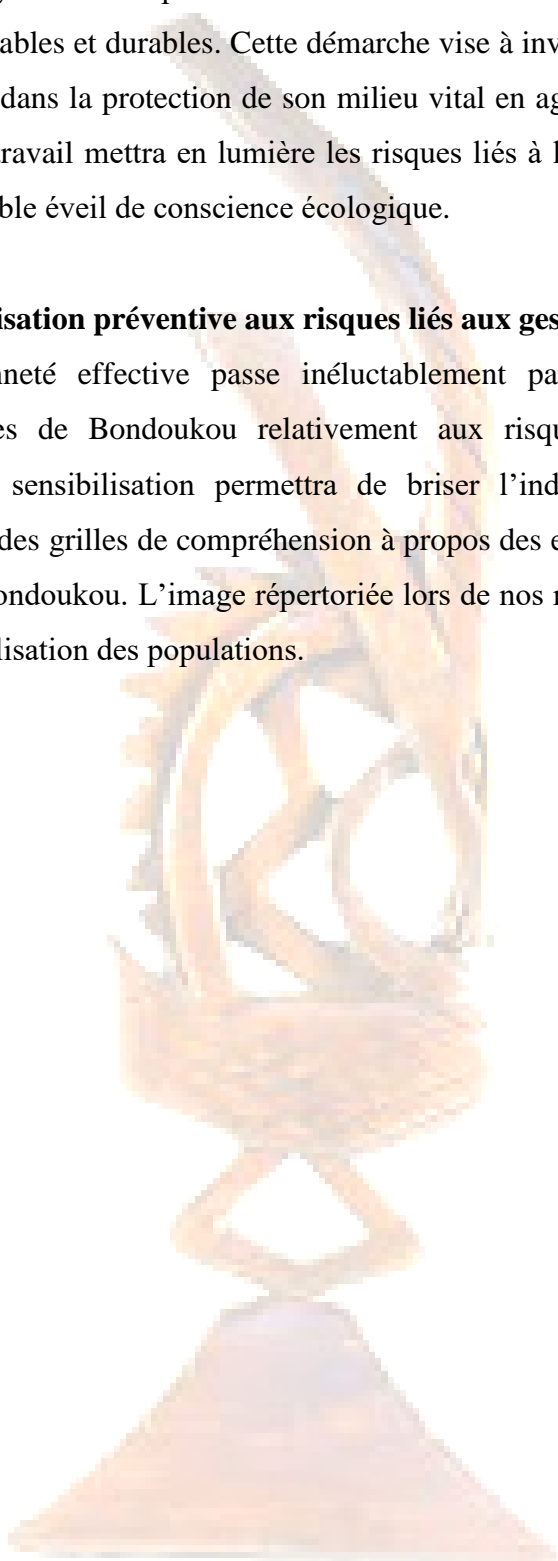 ables et durables. Cette démarche vise à inv
dans la protection de son milieu vital en ag
ravail mettra en lumière les risques liés à l
ble éveil de conscience écologique.
isation préventive aux risques liés aux ges
nneté effective passe inéluctablement pa
es de Bondoukou relativement aux risqu
sensibilisation permettra de briser l’ind
des grilles de compréhension à propos des e
ondoukou. L’image répertoriée lors de nos r
lisation des populations.